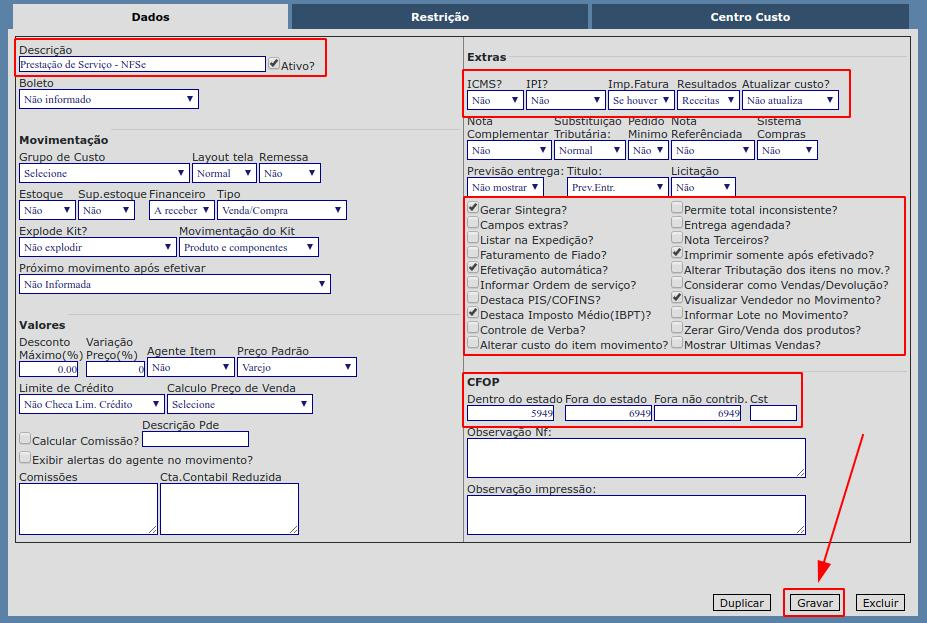 Dados Restrição Centro Custo
Descrição
Prestação de Serviço - NFSe Ativo?
Boleto
Não informado
Movimentação
Grupo de Custo Layout tela Remessa
Selecione Normal Não
Estoque Sup.estoque Financeiro Tipo
Não Não A receber Venda/Compra
Explode Kit? Movimentação do Kit
Não explodir Produto e componentes
Próximo movimento após efetivar
Não Informada
Valores
Desconto Máximo(%) Variação Preço(%) Agente Item Preço Padrão
0.00 0 Não Varejo
Limite de Crédito Calculo Preço de Venda
Não Checa Lim. Crédito Selecione
Descrição Pde
Calcular Comissão?
Exibir alertas do agente no movimento?
Comissões Cta.Contabil Reduzida
Extras
ICMS? IPI? Imp.Fatura Resultados Atualizar custo?
Não Não Se houver Receitas Não atualiza
Nota Substituição Pedido Nota Sistema
Complementar Tributária: Minimo Referênciada Compras
Não Normal Não Não Não
Previsão entrega: Titulo: Licitação
Não mostrar Prev.Entr. Não
Gerar Sintegra? Permite total inconsistente?
Campos extras? Entrega agendada?
Listar na Expedição? Nota Terceiros?
Faturamento de Fiado? Imprimir somente após efetivado?
Efetivação automática? Alterar Tributação dos itens no mov.?
Informar Ordem de serviço? Considerar como Vendas/Devolução?
Destaca PIS/COFINS? Visualizar Vendedor no Movimento?
Destaca Imposto Médio(IBPT)? Informar Lote no Movimento?
Controle de Verba? Zerar Giro/Venda dos produtos?
Alterar custo do item movimento? Mostrar Ultimas Vendas?
CFOP
Dentro do estado Fora do estado Fora não contrib. Cst
5949 6949 6949
Observação Nf:
Observação impressão:
Duplicar Gravar Excluir